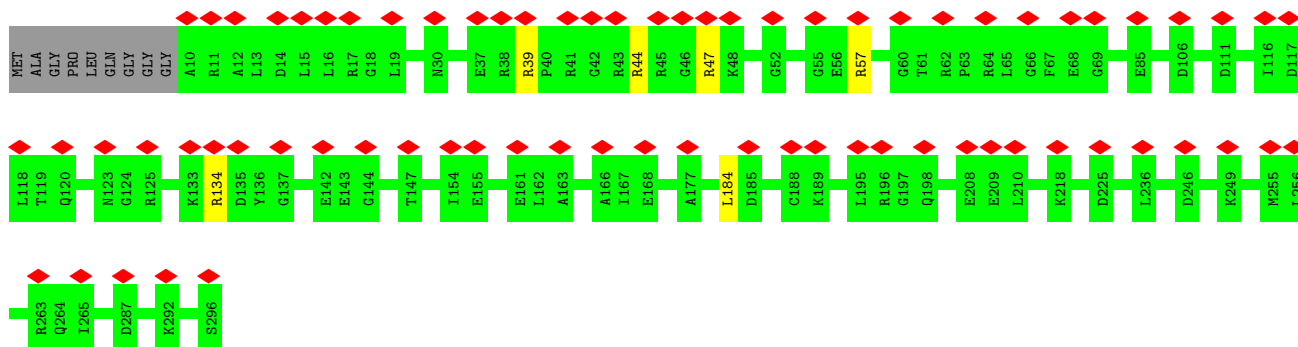 MET ALA GLY PRO LEU GLN GLY GLY GLY GLY A10 R11 A12 L13 D14 L15 L16 R17 G18 L19 N30 E37 R38 R39 P40 R41 G42 R43 R44 R45 G46 R47 K48 G52 G55 E56 R57 G60 T61 R62 P63 R64 L65 G66 F67 E68 G69 E85 D106 D111 I116 D117
L118 T119 Q120 N123 G124 R125 K133 R134 D135 Y136 G137 E142 E143 G144 T147 I154 E155 E161 L162 A163 A166 I167 E168 A177 L184 D185 C188 K189 L195 R196 G197 Q198 E208 E209 L210 K218 D225 L236 D246 K249 M255
R263 Q264 I265 D287 K292 S296